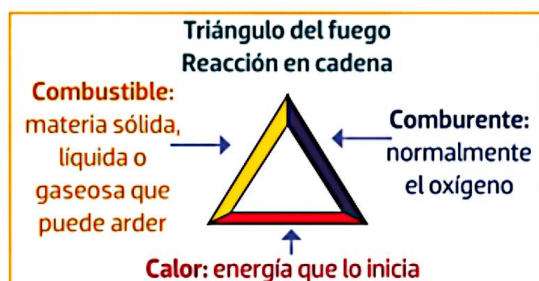 Triángulo del fuego
Reacción en cadena
Combustible:
materia sólida,
líquida o
gaseosa que
puede arder
Comburente:
normalmente
el oxígeno
Calor: energía que lo inicia